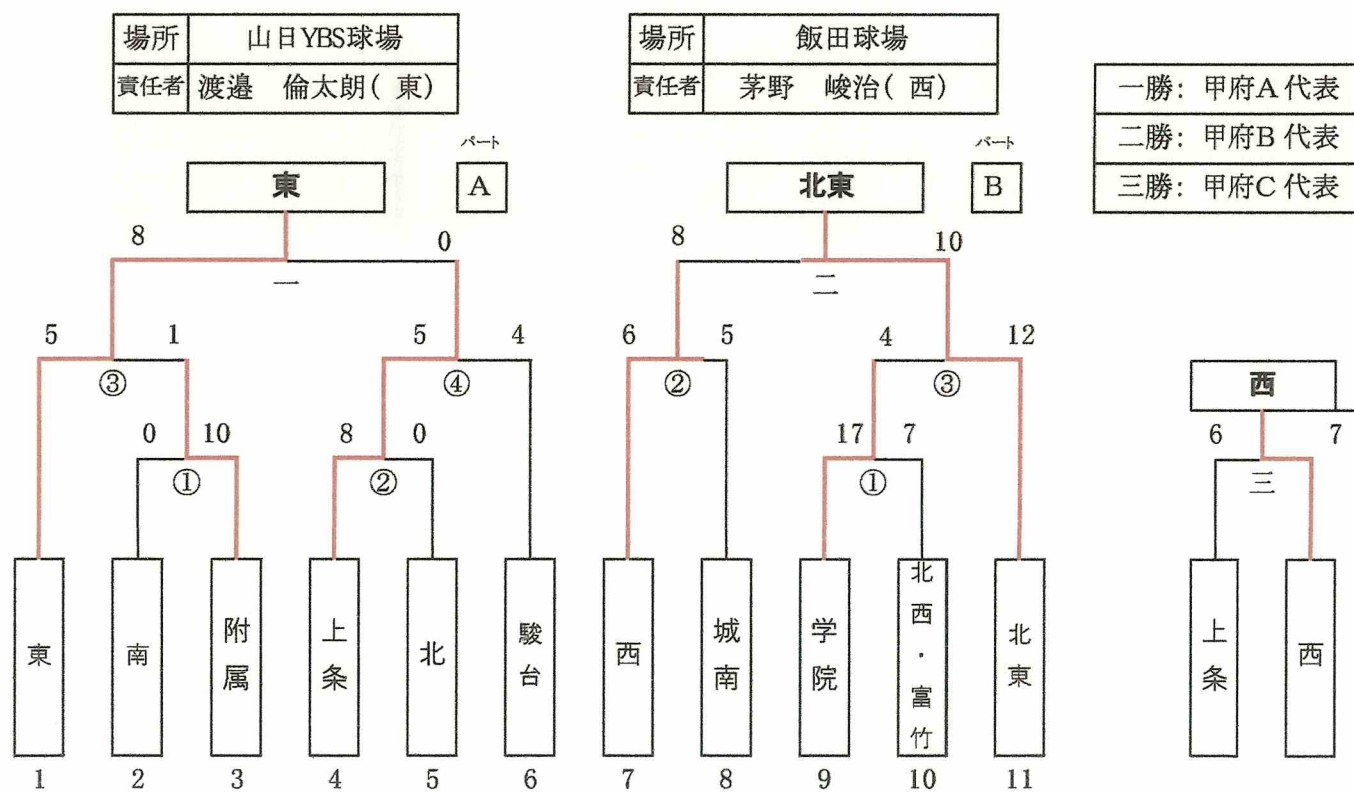 場所 山日YBS球場
責任者 渡邉 倫太朗( 東)
場所 飯田球場
責任者 茅野 峻治( 西)
一勝: 甲府A 代表
二勝: 甲府B 代表
三勝: 甲府C 代表
東
パート
A
北東
パート
B
8 0
一
8 10
二
5 1
③
5 4
④
6 5
②
4 12
③
西
0 10
①
8 0
②
17 7
①
6 7
三
東
南
附属
上条
北
駿台
西
城南
学院
北西・富竹
北東
上条
西
1 2 3 4 5 6 7 8 9 10 11